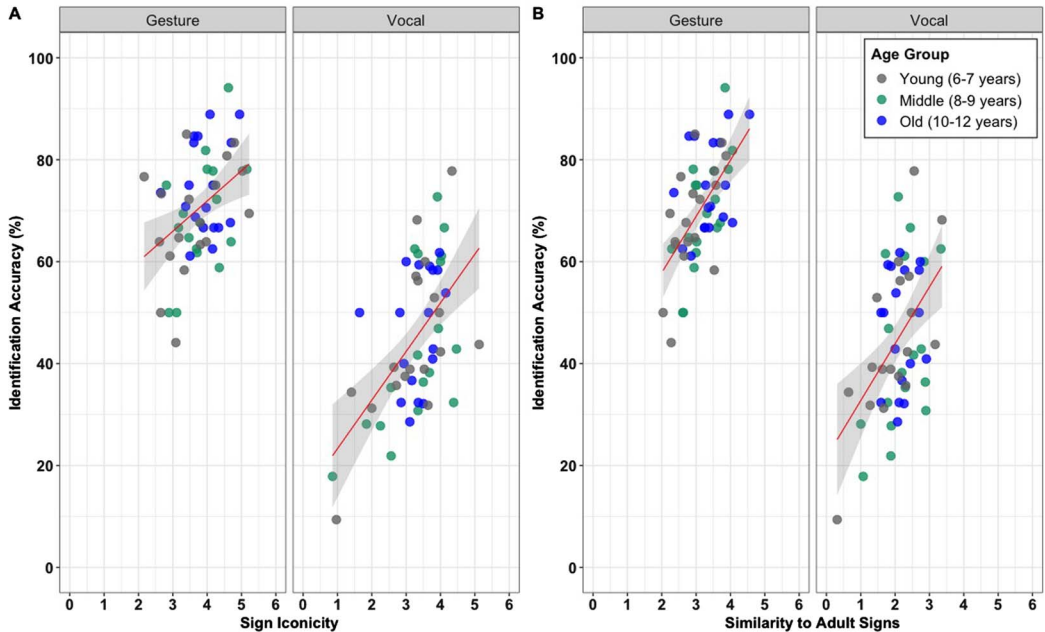 A
B
Gesture
Vocal
Gesture
Vocal
Age Group
Young (6-7 years)
Middle (8-9 years)
Old (10-12 years)
Identification Accuracy (%)
100
80
60
40
20
0
0 1 2 3 4 5 6
0 1 2 3 4 5 6
Sign Iconicity
Identification Accuracy (%)
100
80
60
40
20
0
0 1 2 3 4 5 6
0 1 2 3 4 5 6
Similarity to Adult Signs